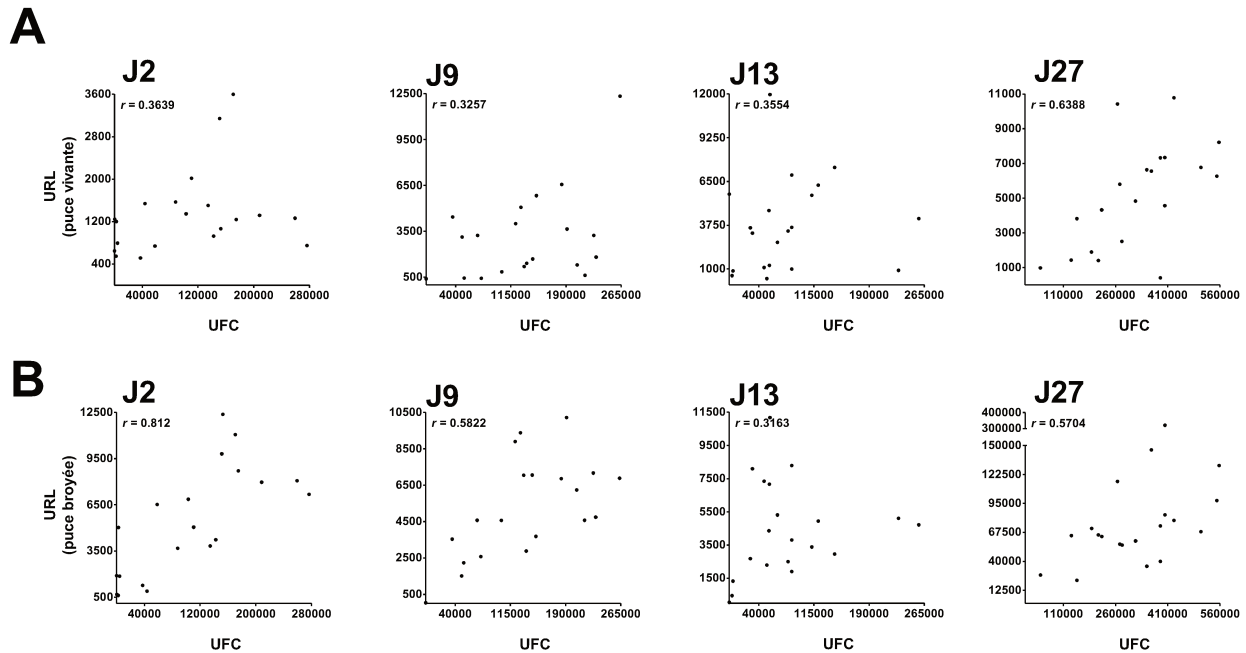 A
J2
J9
J13
J27
r = 0.3639
r = 0.3257
r = 0.3554
r = 0.6388
URL
(puce vivante)
3600
2800
2000
1200
400
40000 120000 200000 280000
UFC
12500
9500
6500
3500
500
40000 115000 190000 265000
UFC
12000
9250
6500
3750
1000
40000 115000 190000 265000
UFC
11000
9000
7000
5000
3000
1000
110000 260000 410000 560000
UFC
B
J2
J9
J13
J27
r = 0.812
r = 0.5822
r = 0.3163
r = 0.5704
URL
(puce broyée)
12500
9500
6500
3500
500
40000 120000 200000 280000
UFC
10500
8500
6500
4500
2500
500
40000 115000 190000 265000
UFC
11500
9500
7500
5500
3500
1500
40000 115000 190000 265000
UFC
400000
300000
150000
122500
95000
67500
40000
12500
110000 260000 410000 560000
UFC